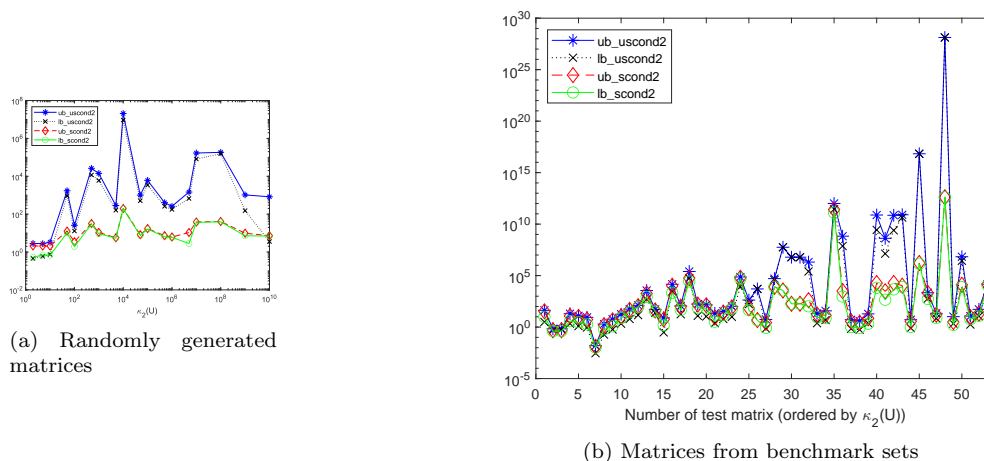 10^8
10^6
10^4
10^2
10^0
10^-2
ub_uscond2
lb_uscond2
ub_scond2
lb_scond2
10^0 10^2 10^4 10^6 10^8 10^10
κ_2(U)
(a) Randomly generated
matrices
10^30
10^25
10^20
10^15
10^10
10^5
10^0
10^-5
ub_uscond2
lb_uscond2
ub_scond2
lb_scond2
0 5 10 15 20 25 30 35 40 45 50
Number of test matrix (ordered by κ_2(U))
(b) Matrices from benchmark sets